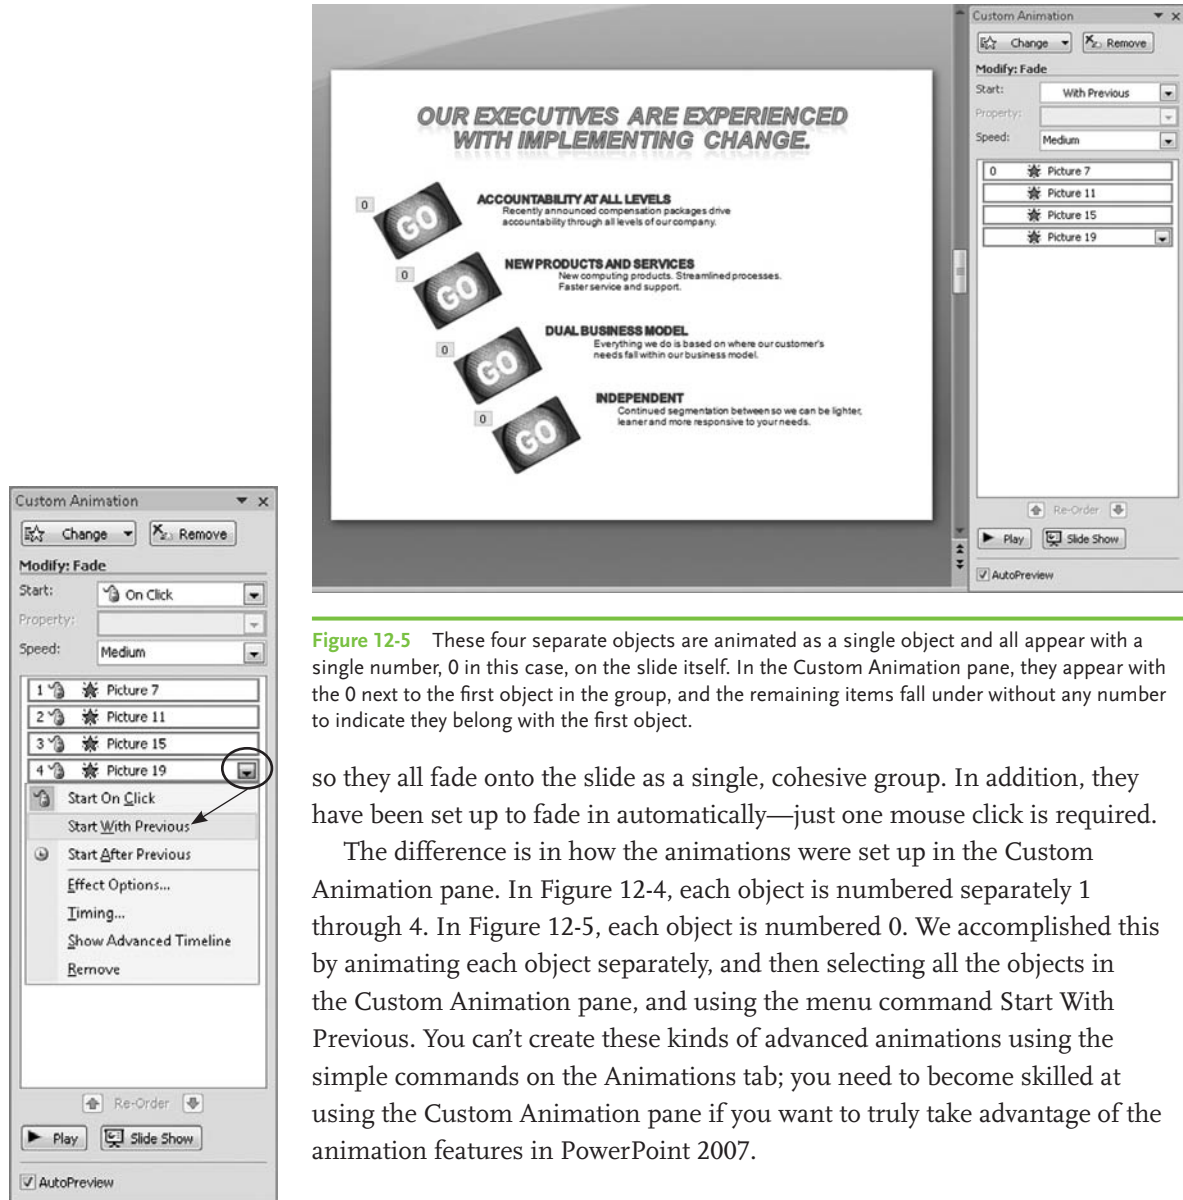 Custom Animation
Change
Remove
Modify: Fade
Start:
With Previous
Property:
Speed:
Medium
0 Picture 7
Picture 11
Picture 15
Picture 19
Re-Order
Play
Slide Show
AutoPreview
OUR EXECUTIVES ARE EXPERIENCED
WITH IMPLEMENTING CHANGE.
0
GO
ACCOUNTABILITY AT ALL LEVELS
Recently announced compensation packages drive
accountability through all levels of our company.
0
GO
NEW PRODUCTS AND SERVICES
New computing products. Streamlined processes.
Faster service and support.
0
GO
DUAL BUSINESS MODEL
Everything we do is based on where our customer's
needs fall within our business model.
0
GO
INDEPENDENT
Continued segmentation between so we can be lighter,
leaner and more responsive to your needs.
Custom Animation
Change
Remove
Modify: Fade
Start:
On Click
Property:
Speed:
Medium
1 Picture 7
2 Picture 11
3 Picture 15
4 Picture 19
Start On Click
Start With Previous
Start After Previous
Effect Options...
Timing...
Show Advanced Timeline
Remove
Re-Order
Play
Slide Show
AutoPreview
Figure 12-5 These four separate objects are animated as a single object and all appear with a
single number, 0 in this case, on the slide itself. In the Custom Animation pane, they appear with
the 0 next to the first object in the group, and the remaining items fall under without any number
to indicate they belong with the first object.
so they all fade onto the slide as a single, cohesive group. In addition, they
have been set up to fade in automatically—just one mouse click is required.
The difference is in how the animations were set up in the Custom
Animation pane. In Figure 12-4, each object is numbered separately 1
through 4. In Figure 12-5, each object is numbered 0. We accomplished this
by animating each object separately, and then selecting all the objects in
the Custom Animation pane, and using the menu command Start With
Previous. You can't create these kinds of advanced animations using the
simple commands on the Animations tab; you need to become skilled at
using the Custom Animation pane if you want to truly take advantage of the
animation features in PowerPoint 2007.